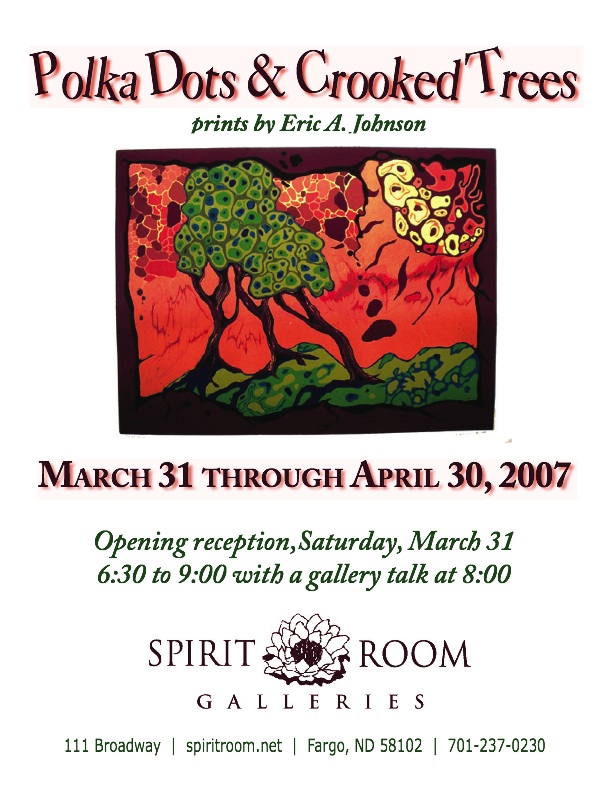 Polka Dots & Crooked Trees
prints by Eric A. Johnson
March 31 through April 30, 2007
Opening reception,Saturday, March 31
6:30 to 9:00 with a gallery talk at 8:00
SPIRIT ROOM
GALLERIES
111 Broadway | spiritroom.net | Fargo, ND 58102 | 701-237-0230